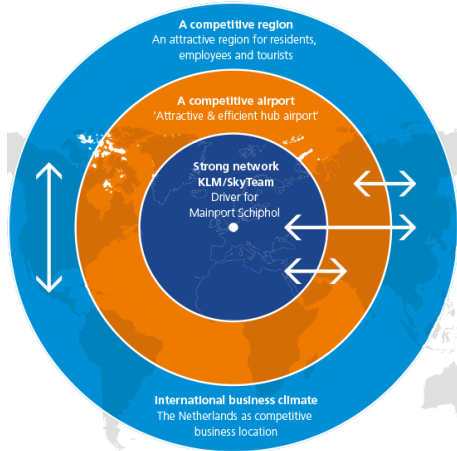 A competitive region
An attractive region for residents,
employees and tourists
A competitive airport
'Attractive & efficient hub airport'
Strong network
KLM/SkyTeam
Driver for
Mainport Schiphol
International business climate
The Netherlands as competitive
business location